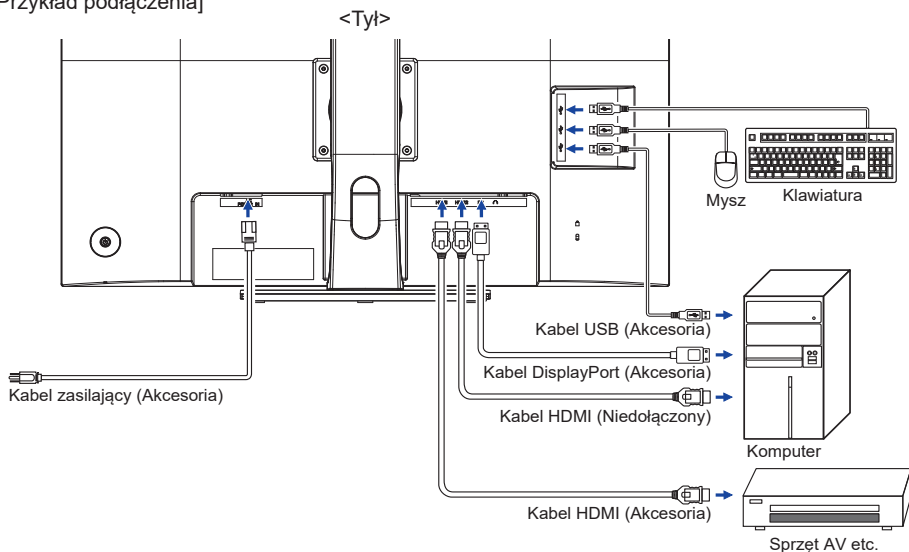 Przykład podłączenia]
<Tył>
Mysz
Klawiatura
Kabel USB (Akcesoria)
Kabel DisplayPort (Akcesoria)
Kabel zasilający (Akcesoria)
Kabel HDMI (Niedołączony)
Komputer
Kabel HDMI (Akcesoria)
Sprzęt AV etc.